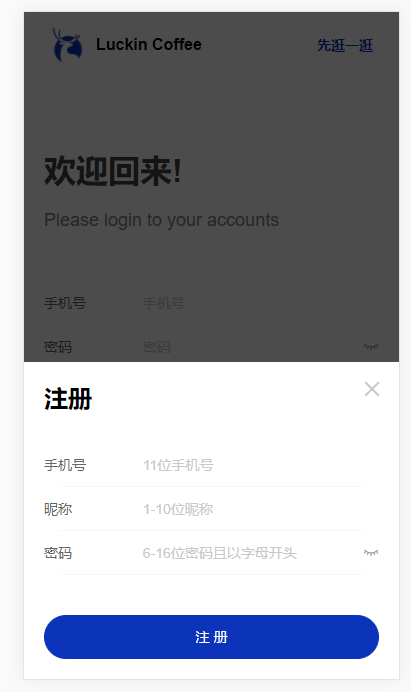 Luckin Coffee 先逛一逛
欢迎回来!
Please login to your accounts
手机号 手机号
密码 密码
注册
手机号 11位手机号
昵称 1-10位昵称
密码 6-16位密码且以字母开头
注 册